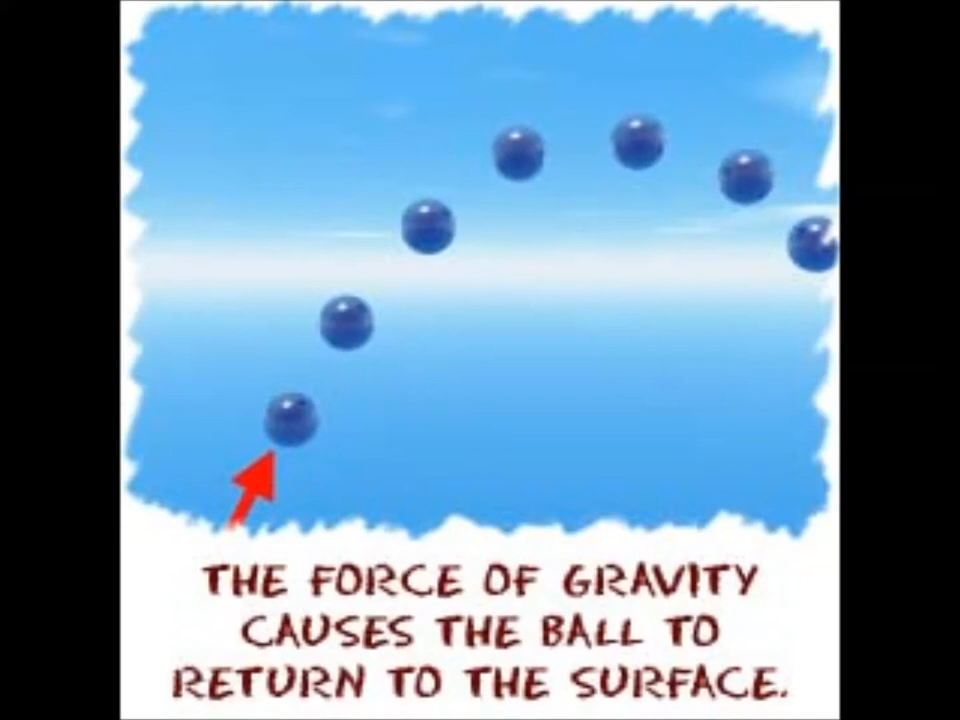 THE FORCE OF GRAVITY
CAUSES THE BALL TO
RETURN TO THE SURFACE.